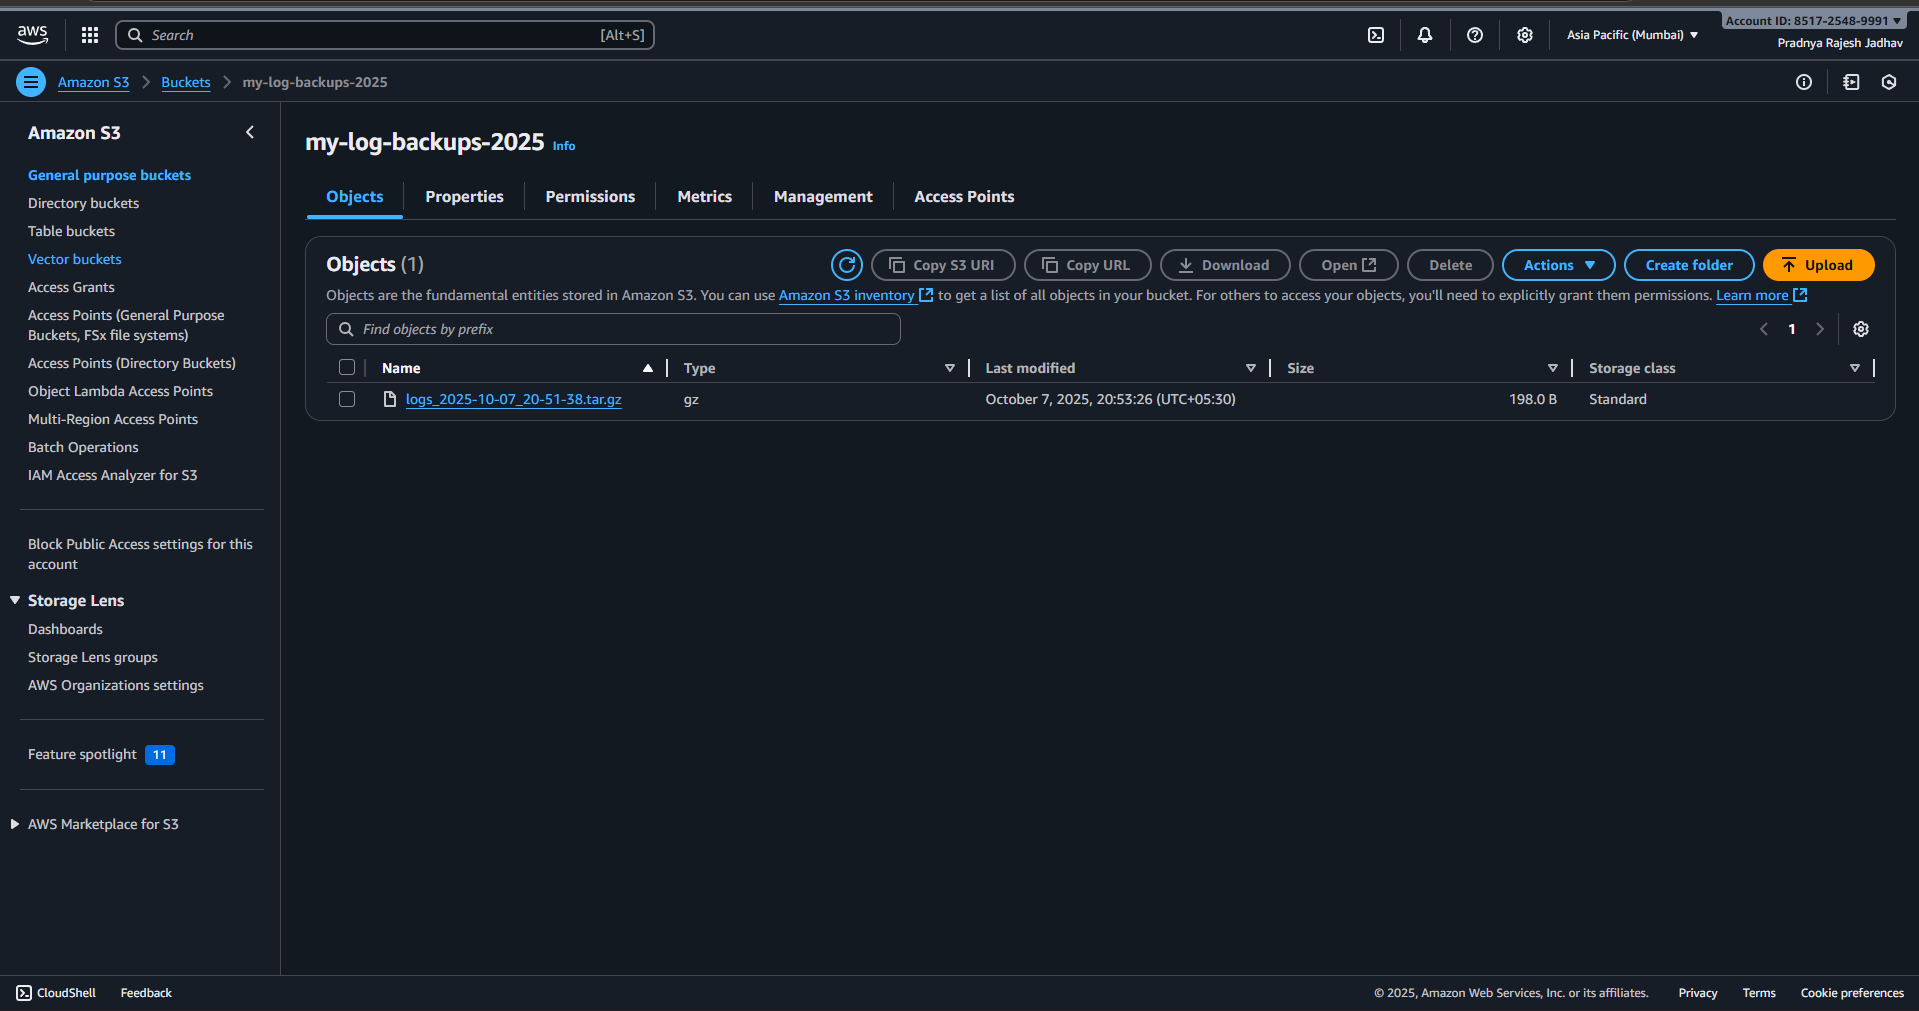 aws
Search [Alt+S]
Asia Pacific (Mumbai)
Account ID: 8517-2548-9991
Pradnya Rajesh Jadhav
Amazon S3 > Buckets > my-log-backups-2025
Amazon S3
General purpose buckets
Directory buckets
Table buckets
Vector buckets
Access Grants
Access Points (General Purpose
Buckets, FSx file systems)
Access Points (Directory Buckets)
Object Lambda Access Points
Multi-Region Access Points
Batch Operations
IAM Access Analyzer for S3
Block Public Access settings for this
account
Storage Lens
Dashboards
Storage Lens groups
AWS Organizations settings
Feature spotlight 11
AWS Marketplace for S3
my-log-backups-2025 Info
Objects Properties Permissions Metrics Management Access Points
Objects (1) Copy S3 URI Copy URL Download Open Delete Actions Create folder Upload
Objects are the fundamental entities stored in Amazon S3. You can use Amazon S3 inventory to get a list of all objects in your bucket. For others to access your objects, you'll need to explicitly grant them permissions. Learn more
Find objects by prefix 1
Name Type Last modified Size Storage class
logs_2025-10-07_20-51-38.tar.gz gz October 7, 2025, 20:53:26 (UTC+05:30) 198.0 B Standard
CloudShell Feedback © 2025, Amazon Web Services, Inc. or its affiliates. Privacy Terms Cookie preferences